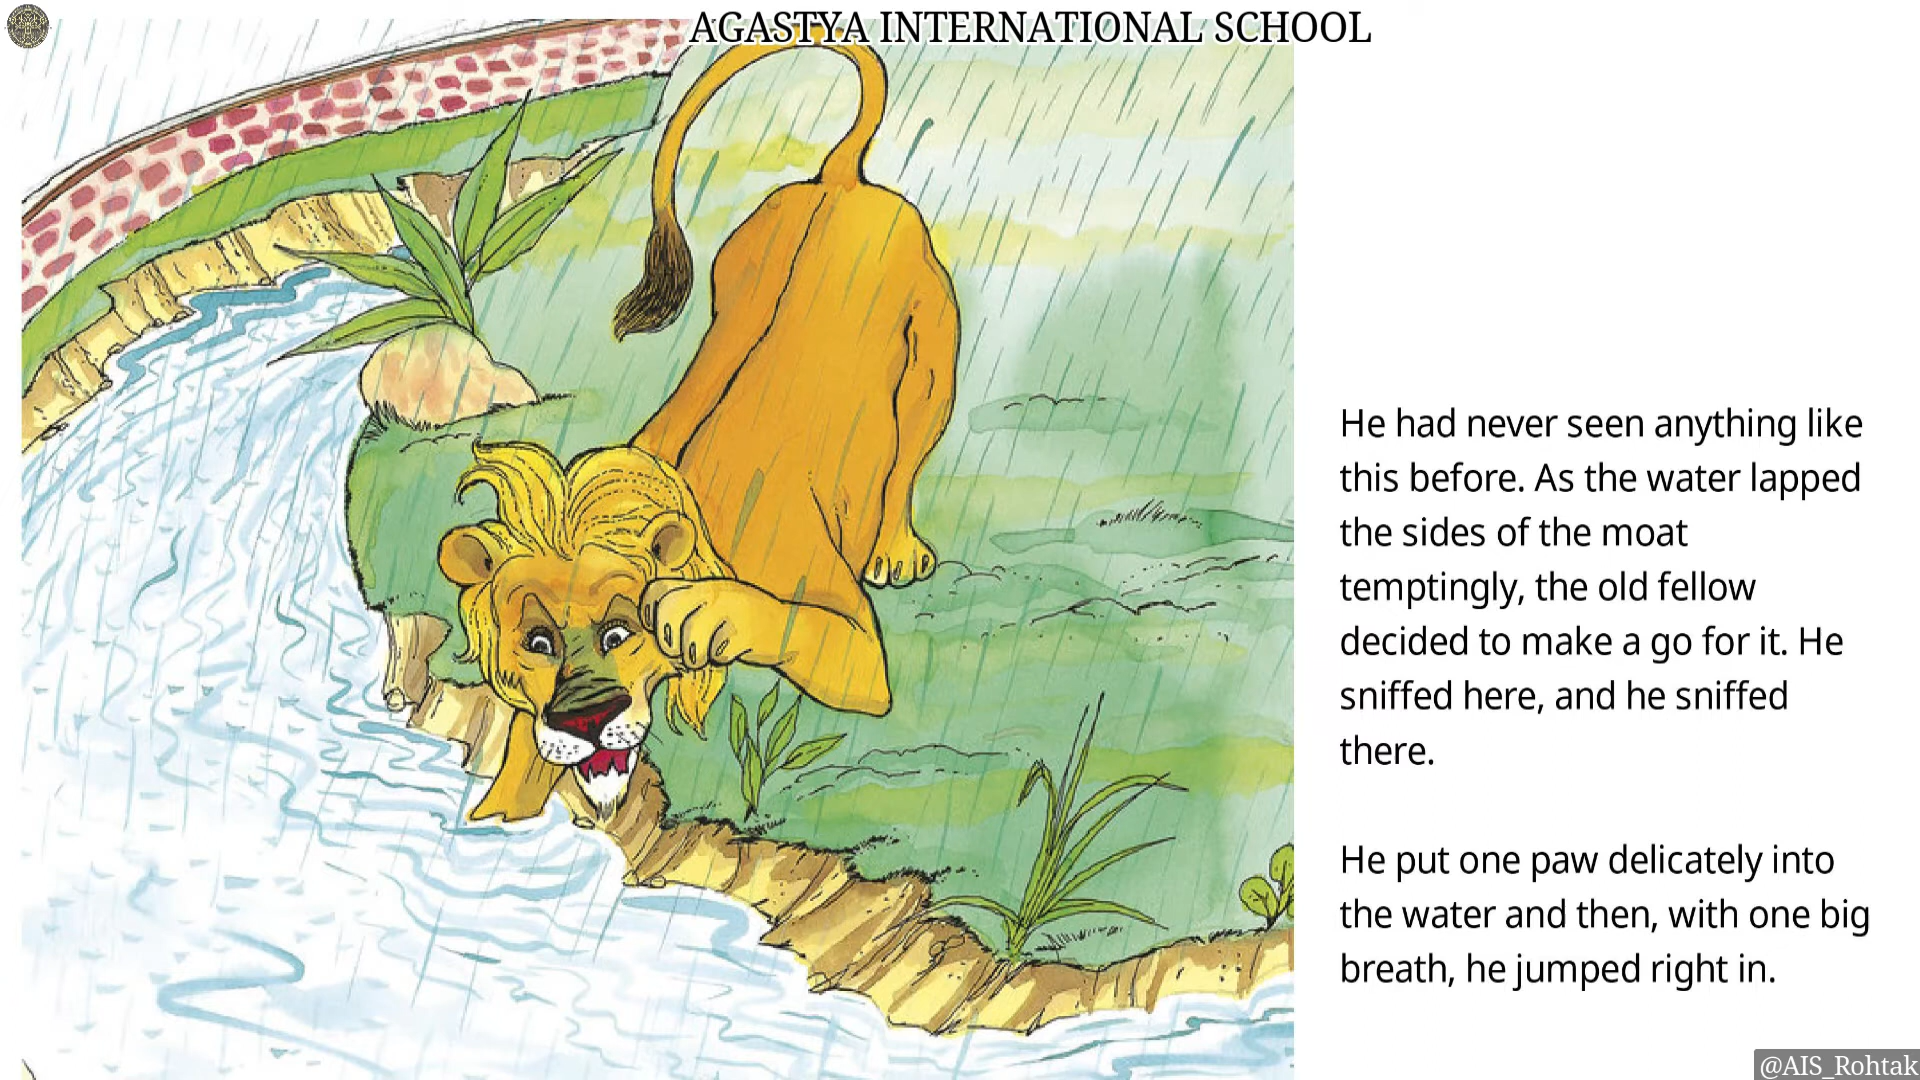 AGASTYA INTERNATIONAL SCHOOL
He had never seen anything like
this before. As the water lapped
the sides of the moat
temptingly, the old fellow
decided to make a go for it. He
sniffed here, and he sniffed
there.
He put one paw delicately into
the water and then, with one big
breath, he jumped right in.
@AIS_Rohtak